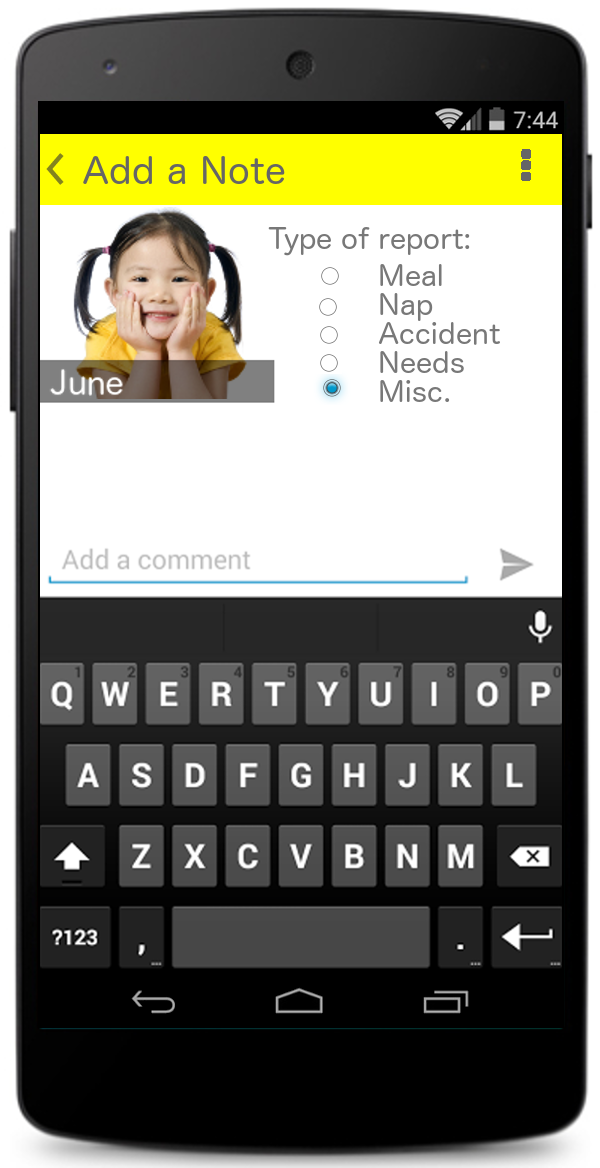 7:44
Add a Note
Type of report:
Meal
Nap
Accident
Needs
Misc.
June
Add a comment
1 2 3 4 5 6 7 8 9 0
Q W E R T Y U I O P
A S D F G H J K L
Z X C V B N M
?123 , .